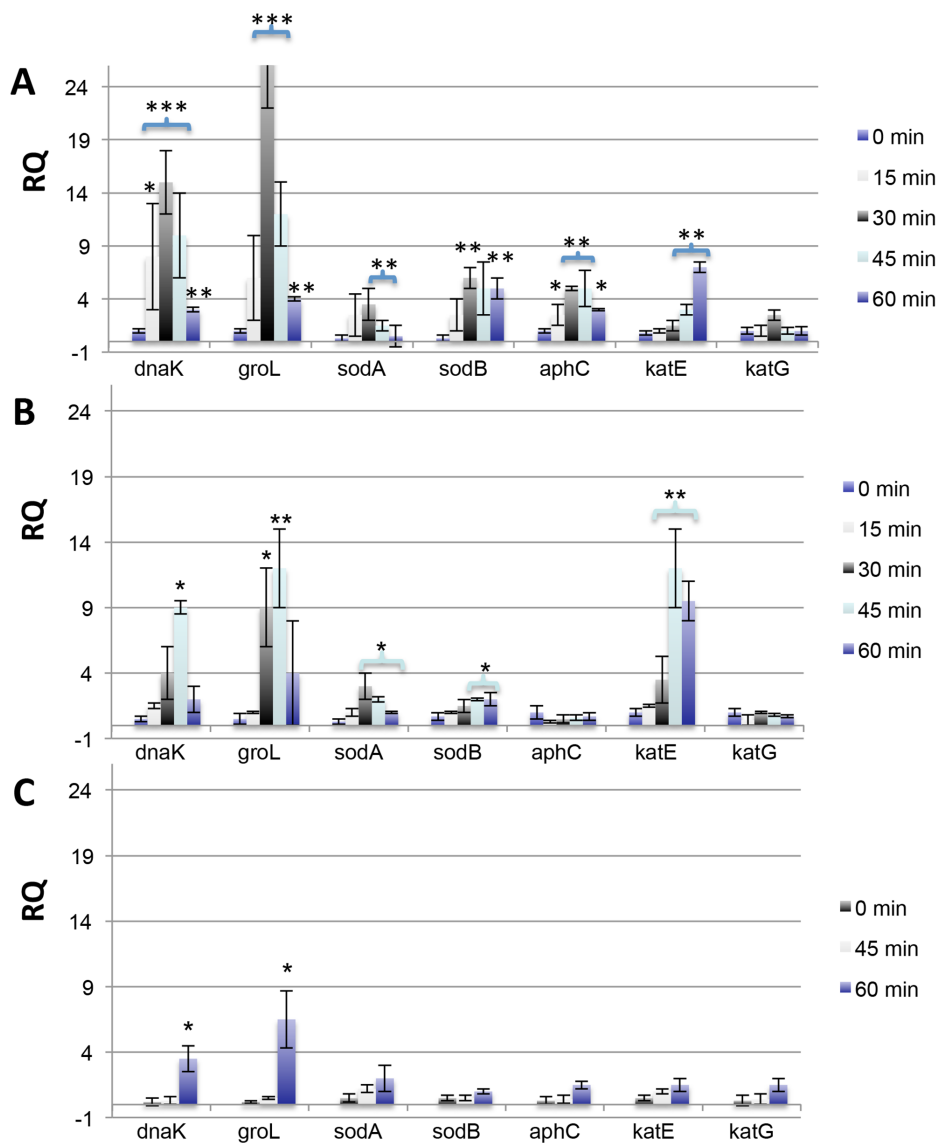 A
RQ
24
19
14
9
4
-1
***
***
*
**
**
**
**
**
*
**
*
**
dnaK groL sodA sodB aphC katE katG
0 min
15 min
30 min
45 min
60 min
B
RQ
24
19
14
9
4
-1
*
*
**
*
*
**
dnaK groL sodA sodB aphC katE katG
0 min
15 min
30 min
45 min
60 min
C
RQ
24
19
14
9
4
-1
*
*
dnaK groL sodA sodB aphC katE katG
0 min
45 min
60 min